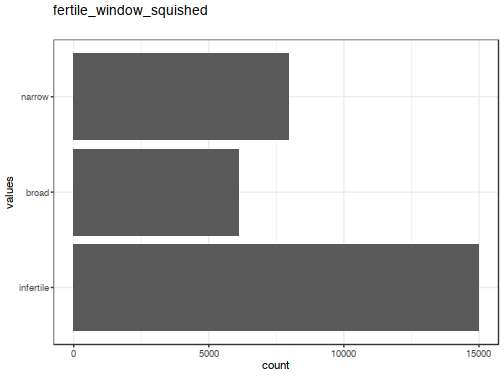 fertile_window_squished
values
narrow
broad
infertile
0 5000 10000 15000
count